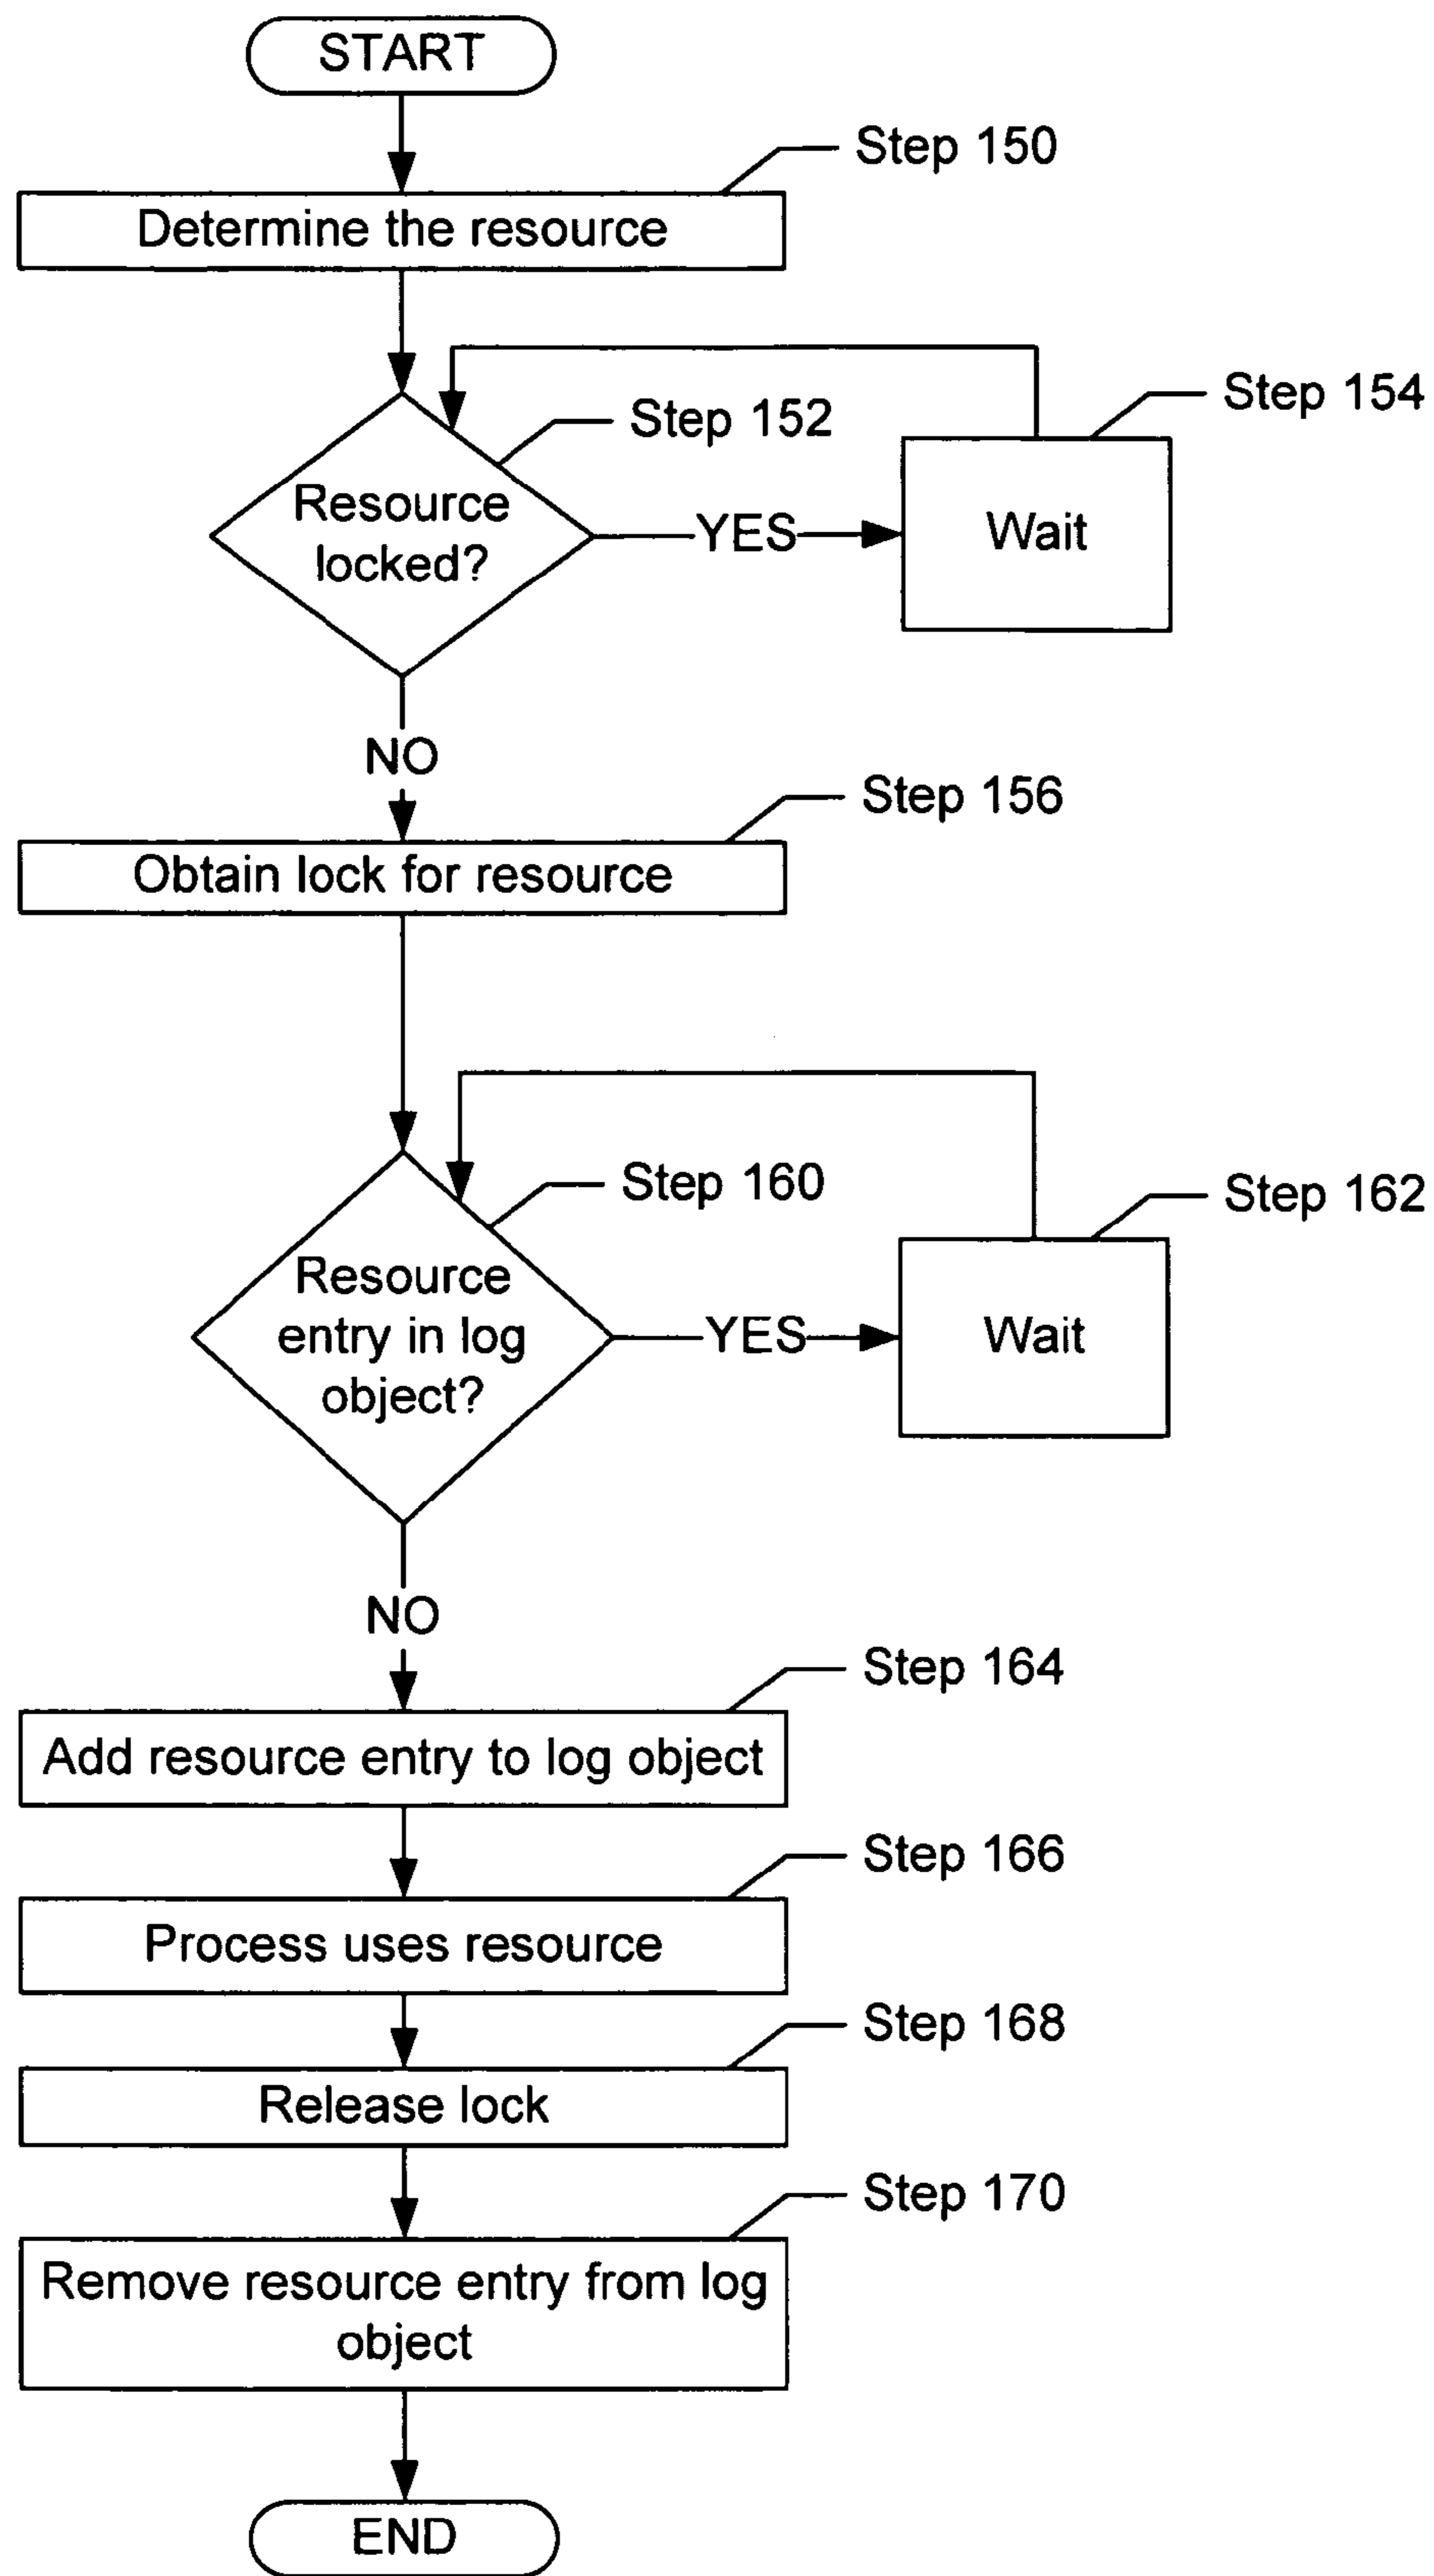 START
Step 150
Determine the resource
Step 154
Step 152
Resource
locked?
YES
Wait
NO
Step 156
Obtain lock for resource
Step 160
Step 162
Resource
entry in log
object?
YES
Wait
NO
Step 164
Add resource entry to log object
Step 166
Process uses resource
Step 168
Release lock
Step 170
Remove resource entry from log
object
END